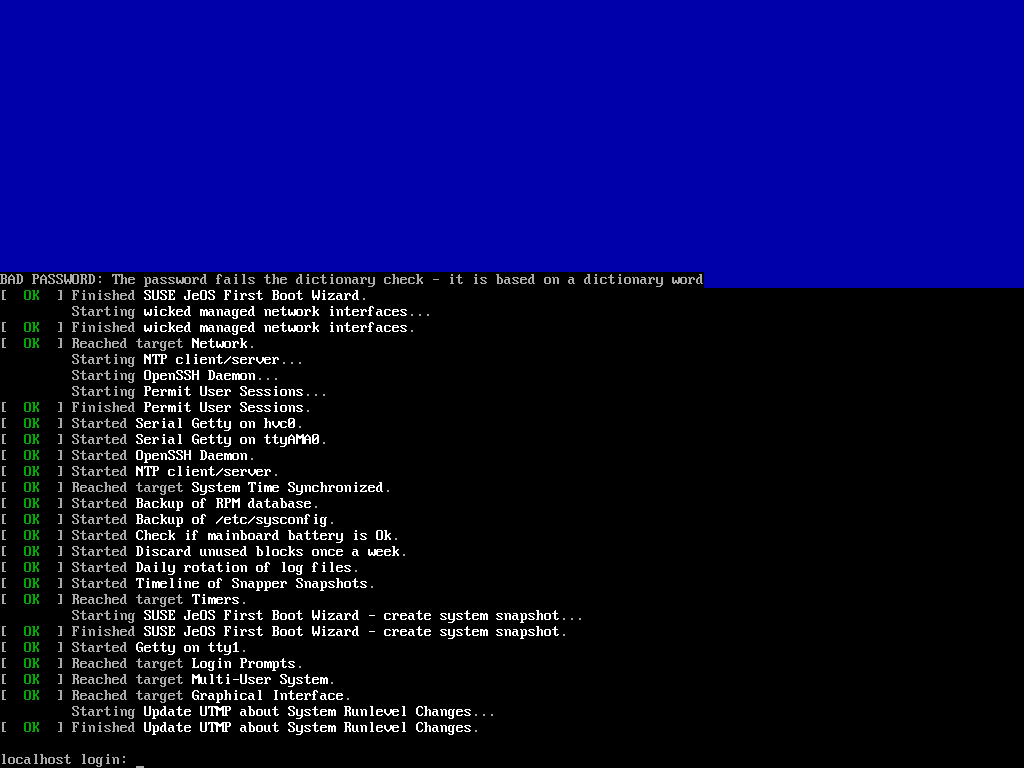 BAD PASSWORD: The password fails the dictionary check - it is based on a dictionary word
[  OK  ] Finished SUSE JeOS First Boot Wizard.
         Starting wicked managed network interfaces...
[  OK  ] Finished wicked managed network interfaces.
[  OK  ] Reached target Network.
         Starting NTP client/server...
         Starting OpenSSH Daemon...
         Starting Permit User Sessions...
[  OK  ] Finished Permit User Sessions.
[  OK  ] Started Serial Getty on hvc0.
[  OK  ] Started Serial Getty on ttyAMA0.
[  OK  ] Started OpenSSH Daemon.
[  OK  ] Started NTP client/server.
[  OK  ] Reached target System Time Synchronized.
[  OK  ] Started Backup of RPM database.
[  OK  ] Started Backup of /etc/sysconfig.
[  OK  ] Started Check if mainboard battery is Ok.
[  OK  ] Started Discard unused blocks once a week.
[  OK  ] Started Daily rotation of log files.
[  OK  ] Started Timeline of Snapper Snapshots.
[  OK  ] Reached target Timers.
         Starting SUSE JeOS First Boot Wizard - create system snapshot...
[  OK  ] Finished SUSE JeOS First Boot Wizard - create system snapshot.
[  OK  ] Started Getty on tty1.
[  OK  ] Reached target Login Prompts.
[  OK  ] Reached target Multi-User System.
[  OK  ] Reached target Graphical Interface.
         Starting Update UTMP about System Runlevel Changes...
[  OK  ] Finished Update UTMP about System Runlevel Changes.
localhost login: _